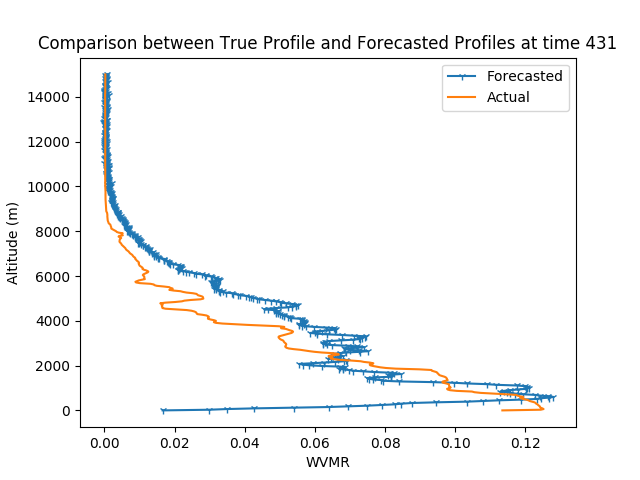 Comparison between True Profile and Forecasted Profiles at time 431
Forecasted
Actual
14000
12000
10000
8000
6000
4000
2000
0
Altitude (m)
0.00 0.02 0.04 0.06 0.08 0.10 0.12
WVMR